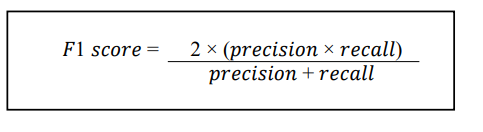 F1 score = 2 × (precision × recall)
precision + recall